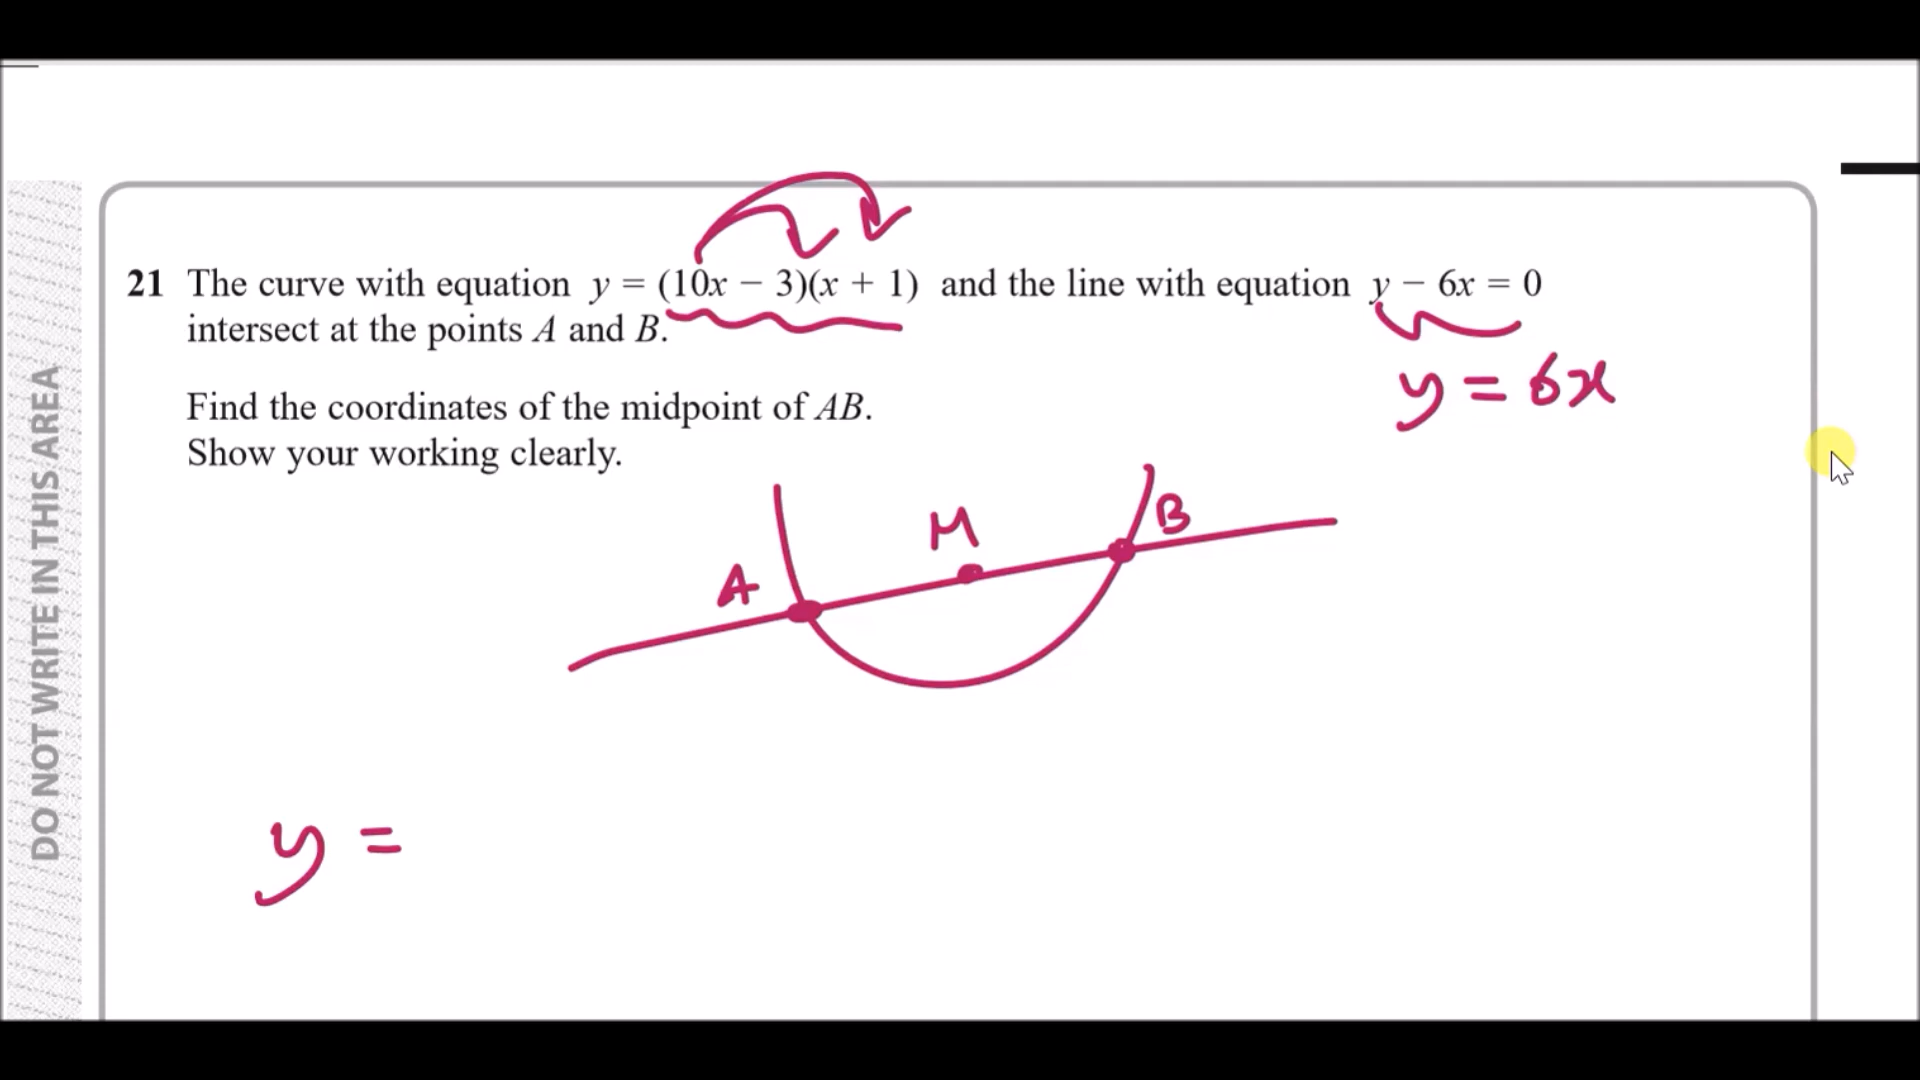 21 The curve with equation y = (10x − 3)(x + 1) and the line with equation y − 6x = 0
intersect at the points A and B.
y = 6x
Find the coordinates of the midpoint of AB.
Show your working clearly.
M
B
A
y =
DO NOT WRITE IN THIS AREA